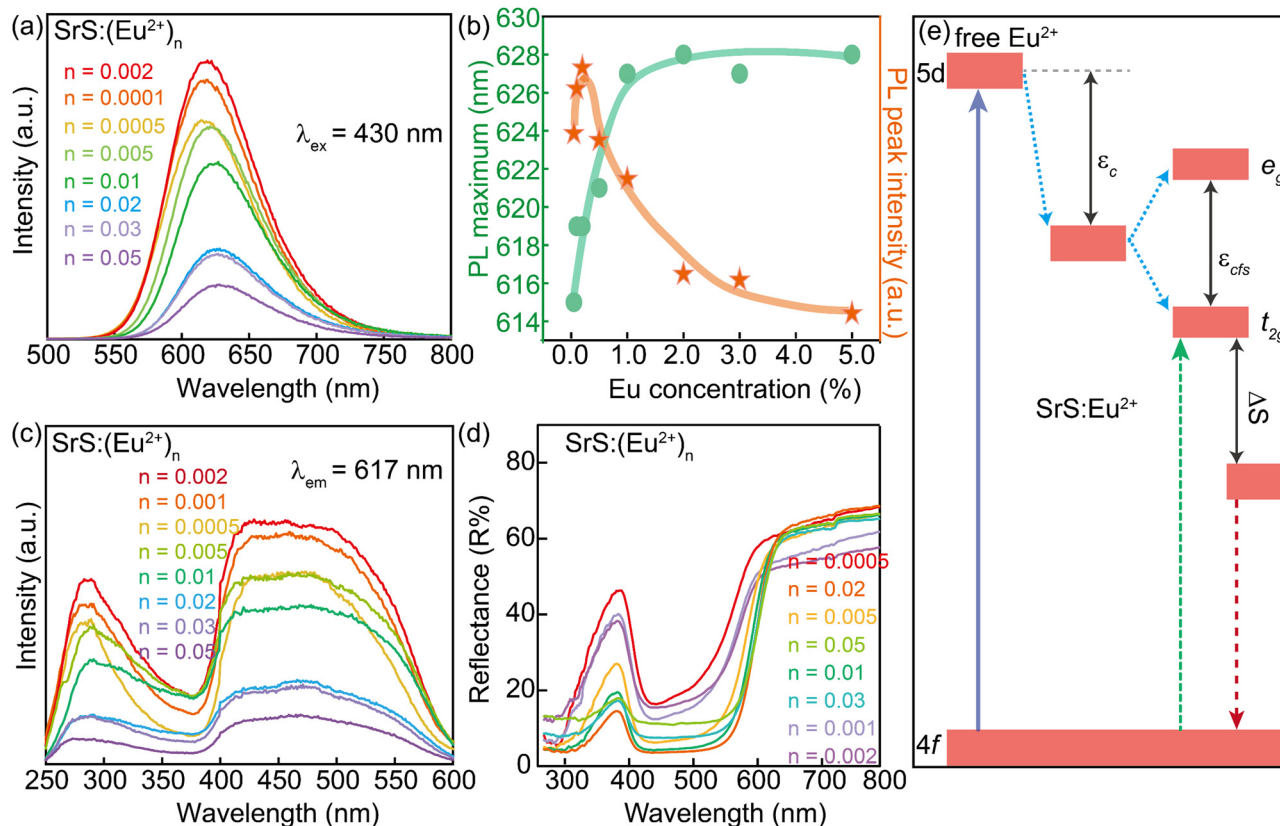 (a)
SrS:(Eu²⁺)ₙ
n = 0.002
n = 0.0001
n = 0.0005
n = 0.005
n = 0.01
n = 0.02
n = 0.03
n = 0.05
λₑₓ = 430 nm
Intensity (a.u.)
500 550 600 650 700 750 800
Wavelength (nm)
(b)
630
628
626
624
622
620
618
616
614
PL maximum (nm)
PL peak intensity (a.u.)
0.0 1.0 2.0 3.0 4.0 5.0
Eu concentration (%)
(c)
SrS:(Eu²⁺)ₙ
λₑₘ = 617 nm
n = 0.002
n = 0.001
n = 0.0005
n = 0.005
n = 0.01
n = 0.02
n = 0.03
n = 0.05
Intensity (a.u.)
250 300 350 400 450 500 550 600
Wavelength (nm)
(d)
SrS:(Eu²⁺)ₙ
80
60
40
20
0
Reflectance (R%)
n = 0.0005
n = 0.02
n = 0.005
n = 0.05
n = 0.01
n = 0.03
n = 0.001
n = 0.002
300 400 500 600 700 800
Wavelength (nm)
(e)
free Eu²⁺
5d
ε_c
e_g
ε_cfs
t_2g
SrS:Eu²⁺
ΔS
4f